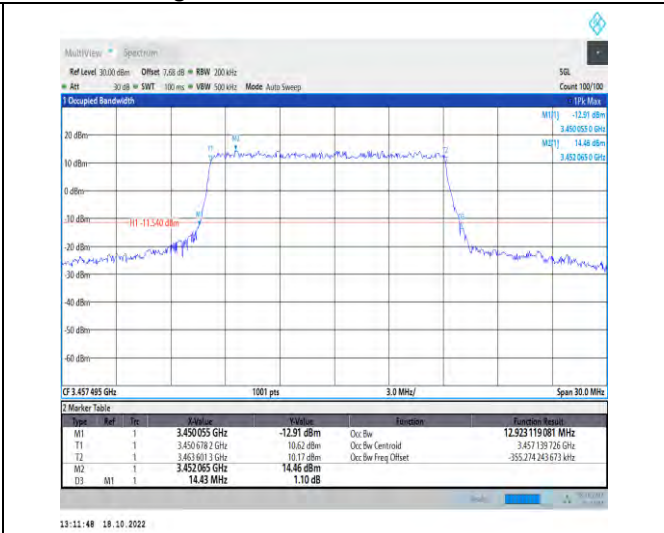 MultiView Spectrum
Ref Level 30.00 dBm Offset 7.68 dB RBW 200 kHz SGL
Att 30 dB SWT 100 ms VBW 500 kHz Mode Auto Sweep Count 100/100
1 Occupied Bandwidth 1Pk Max
M1[1] -12.91 dBm
3.450 055 0 GHz
M2[1] 14.46 dBm
3.452 065 0 GHz
20 dBm
M2
T1 T2
10 dBm
0 dBm
-10 dBm
H1 -11.540 dBm
-20 dBm
-30 dBm
-40 dBm
-50 dBm
-60 dBm
CF 3.457 495 GHz 1001 pts 3.0 MHz/ Span 30.0 MHz
2 Marker Table
Type Ref Trc X-Value Y-Value Function Function Result
M1 1 3.450 055 GHz -12.91 dBm Occ Bw 12.923 119 081 MHz
T1 1 3.450 678 2 GHz 10.62 dBm Occ Bw Centroid 3.457 139 726 GHz
T2 1 3.463 601 3 GHz 10.17 dBm Occ Bw Freq Offset -355.274 243 673 kHz
M2 1 3.452 065 GHz 14.46 dBm
D3 M1 1 14.43 MHz 1.10 dB
13:11:48 18.10.2022